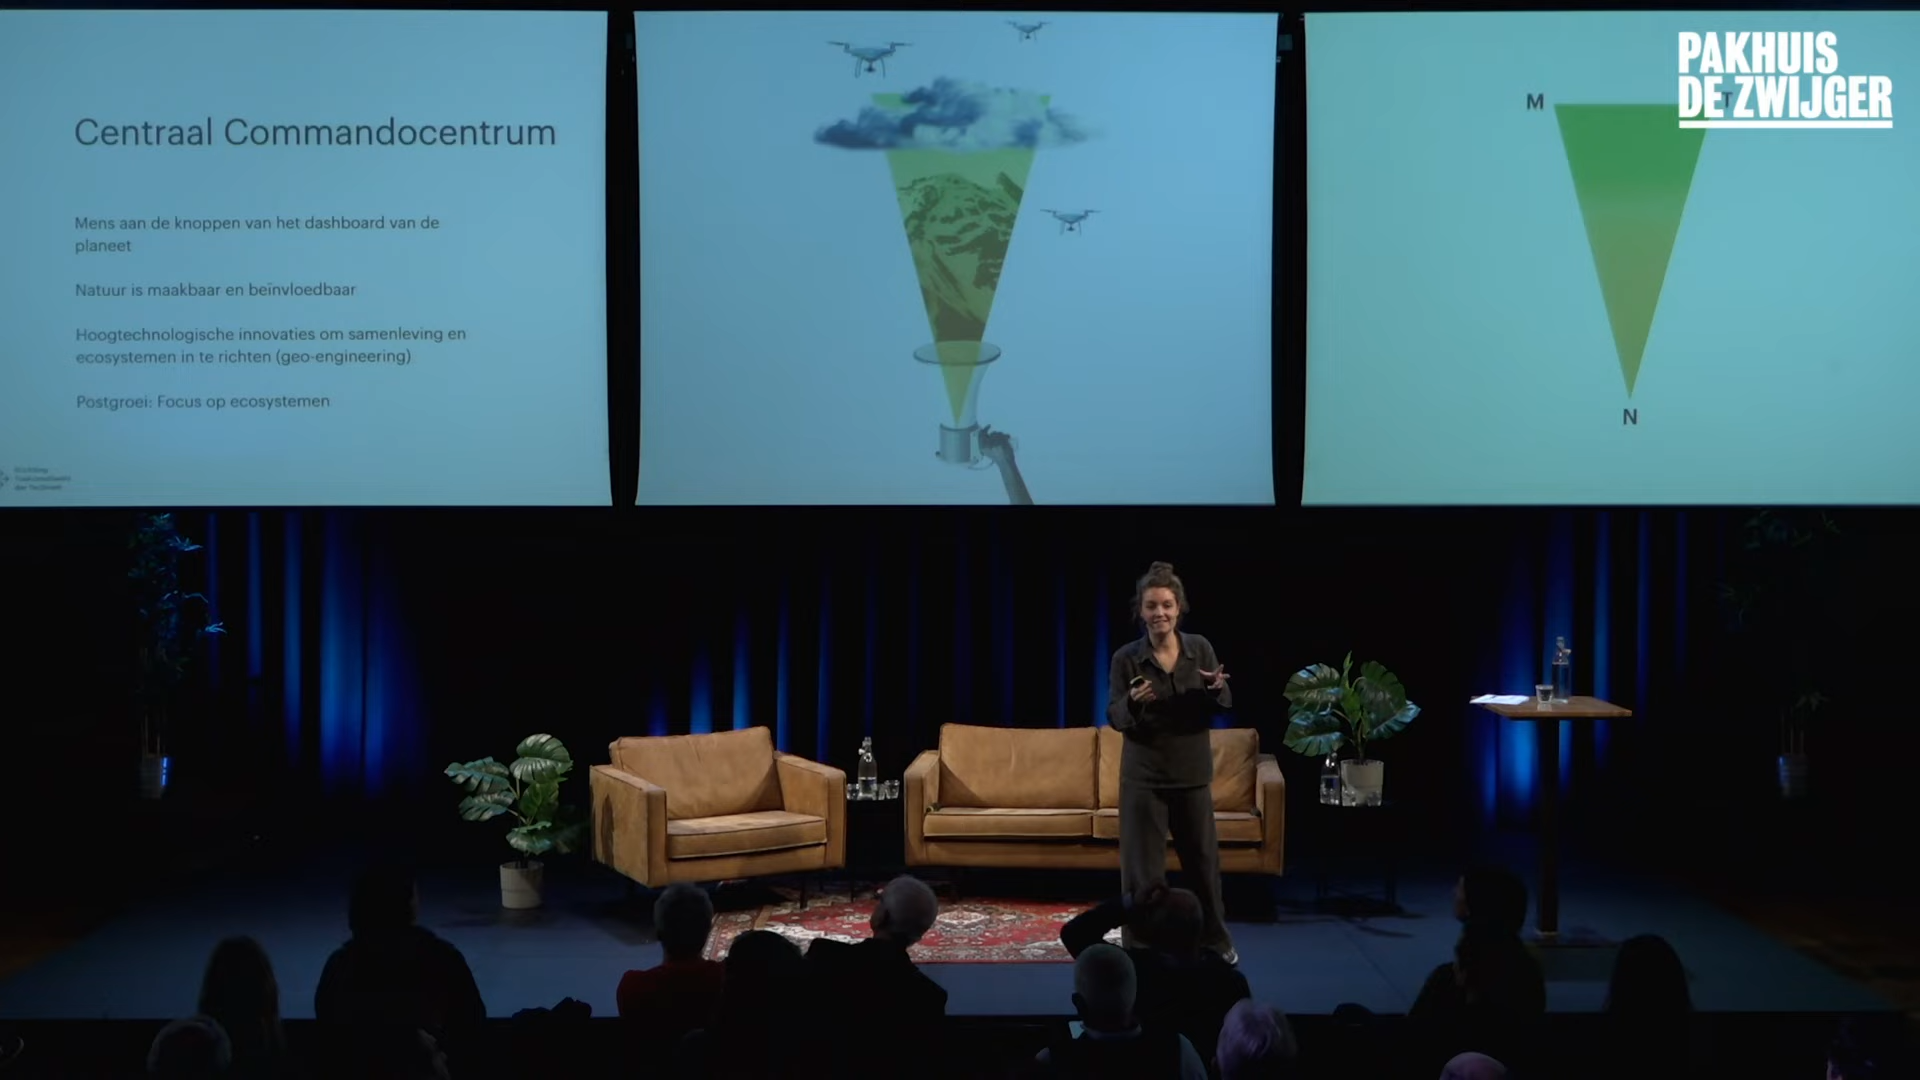 Centraal Commandocentrum
Mens aan de knoppen van het dashboard van de
planeet
Natuur is maakbaar en beïnvloedbaar
Hoogtechnologische innovaties om samenleving en
ecosystemen in te richten (geo-engineering)
Postgroei: Focus op ecosystemen
M
T
N
PAKHUIS
DE ZWIJGER